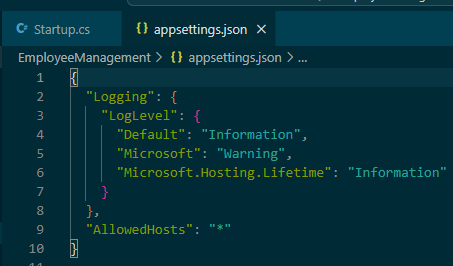 Startup.cs
{} appsettings.json ×
EmployeeManagement > {} appsettings.json > ...
1 {
2   "Logging": {
3     "LogLevel": {
4       "Default": "Information",
5       "Microsoft": "Warning",
6       "Microsoft.Hosting.Lifetime": "Information"
7     }
8   },
9   "AllowedHosts": "*"
10 }